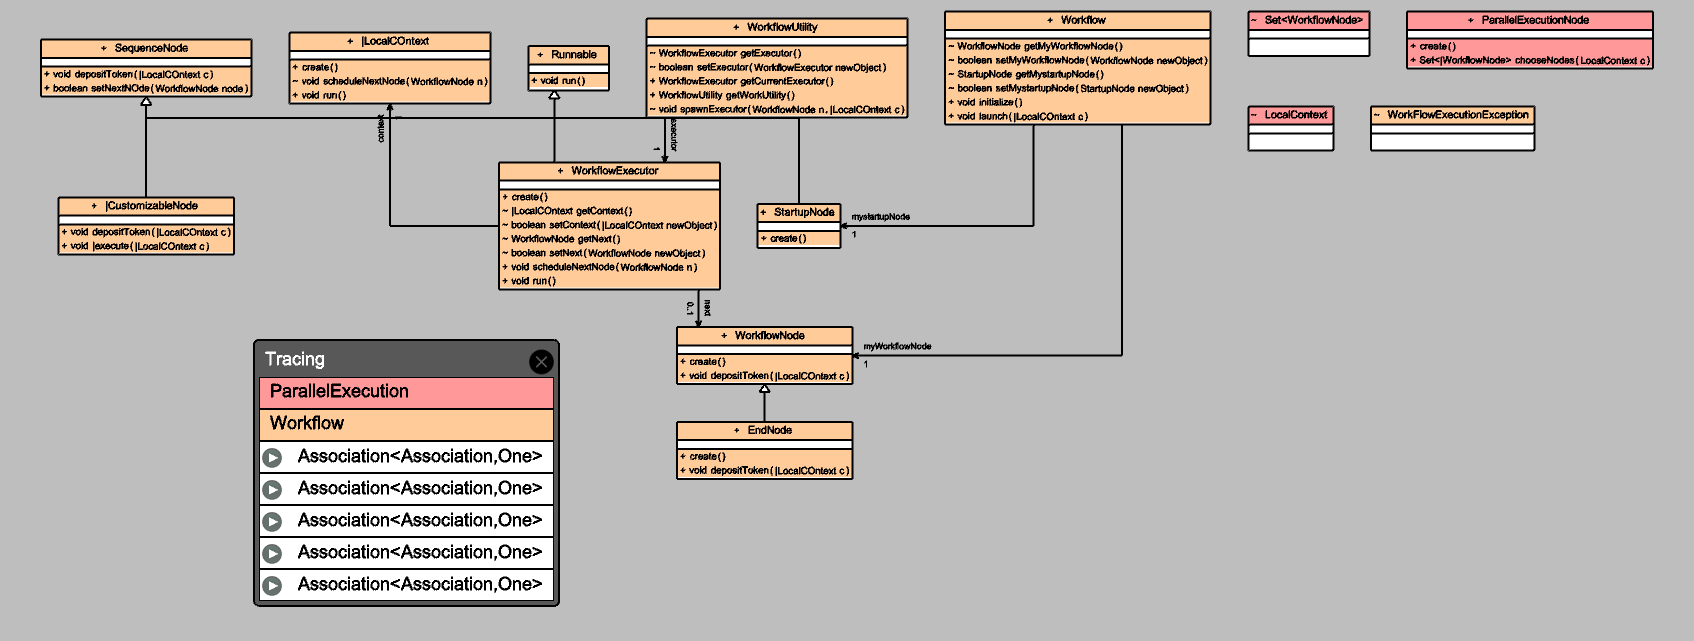 + SequenceNode
+ void depositToken(|LocalCOntext c)
+ boolean setNextNOde(WorkflowNode node)
+ |LocalCOntext
+ create()
~ void scheduleNextNode(WorkflowNode n)
+ void run()
+ Runnable
+ void run()
+ WorkflowUtility
~ WorkflowExecutor getExecutor()
~ boolean setExecutor(WorkflowExecutor newObject)
+ WorkflowExecutor getCurrentExecutor()
+ WorkflowUtility getWorkUtility()
~ void spawnExecutor(WorkflowNode n,|LocalCOntext c)
+ Workflow
~ WorkflowNode getMyWorkflowNode()
~ boolean setMyWorkflowNode(WorkflowNode newObject)
~ StartupNode getMystartupNode()
~ boolean setMystartupNode(StartupNode newObject)
+ void initialize()
+ void launch(|LocalCOntext c)
~ Set<WorkflowNode>
+ ParallelExecutionNode
+ create()
+ Set<|WorkflowNode> chooseNodes(LocalContext c)
~ LocalContext
~ WorkFlowExecutionException
context
1
executor
1
+ |CustomizableNode
+ void depositToken(|LocalCOntext c)
+ void |execute(|LocalCOntext c)
+ WorkflowExecutor
+ create()
~ |LocalCOntext getContext()
~ boolean setContext(|LocalCOntext newObject)
~ WorkflowNode getNext()
~ boolean setNext(WorkflowNode newObject)
+ void scheduleNextNode(WorkflowNode n)
+ void run()
+ StartupNode
+ create()
mystartupNode
1
next
0..1
+ WorkflowNode
+ create()
+ void depositToken(|LocalCOntext c)
myWorkflowNode
1
+ EndNode
+ create()
+ void depositToken(|LocalCOntext c)
Tracing
ParallelExecution
Workflow
Association<Association,One>
Association<Association,One>
Association<Association,One>
Association<Association,One>
Association<Association,One>